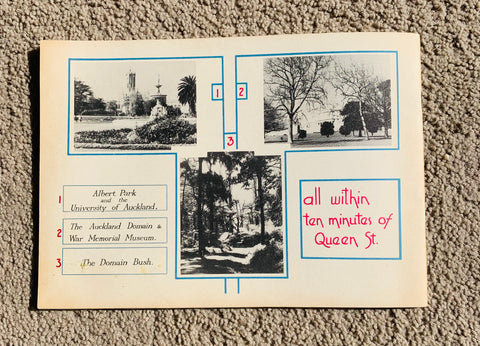 1
2
3
1
Albert Park
and the
University of Auckland.
2
The Auckland Domain &
War Memorial Museum.
3
The Domain Bush.
all within
ten minutes of
Queen St.